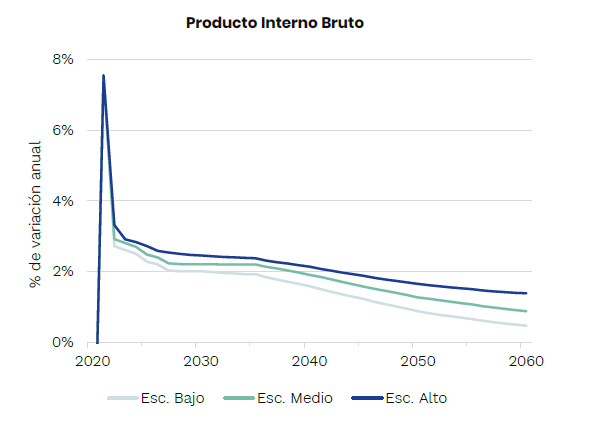 Producto Interno Bruto
% de variación anual
8%
6%
4%
2%
0%
2020 2030 2040 2050 2060
Esc. Bajo Esc. Medio Esc. Alto